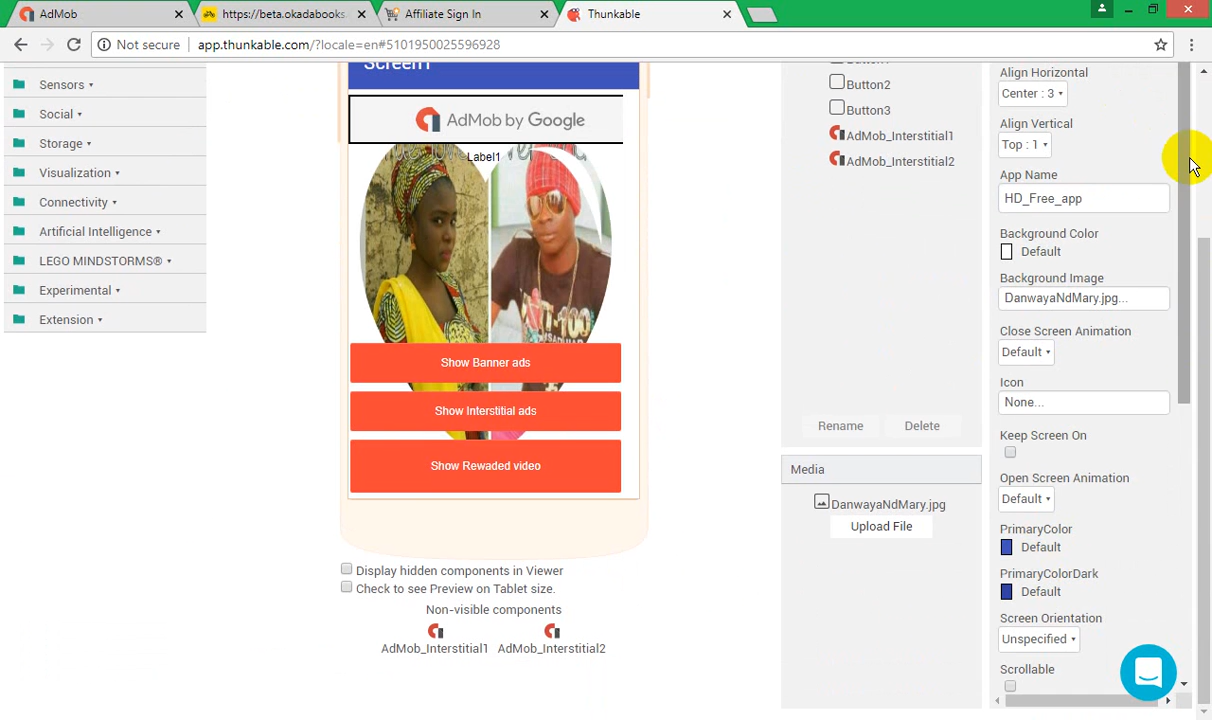 AdMob
https://beta.okadabooks.
Affiliate Sign In
Thunkable
Not secure
app.thunkable.com/?locale=en#5101950025596928
Sensors
Social
Storage
Visualization
Connectivity
Artificial Intelligence
LEGO MINDSTORMS®
Experimental
Extension
Screen1
AdMob by Google
Label1
Show Banner ads
Show Interstitial ads
Show Rewaded video
Display hidden components in Viewer
Check to see Preview on Tablet size.
Non-visible components
AdMob_Interstitial1
AdMob_Interstitial2
Button2
Button3
AdMob_Interstitial1
AdMob_Interstitial2
Rename
Delete
Media
DanwayaNdMary.jpg
Upload File
Align Horizontal
Center : 3
Align Vertical
Top : 1
App Name
HD_Free_app
Background Color
Default
Background Image
DanwayaNdMary.jpg...
Close Screen Animation
Default
Icon
None...
Keep Screen On
Open Screen Animation
Default
PrimaryColor
Default
PrimaryColorDark
Default
Screen Orientation
Unspecified
Scrollable